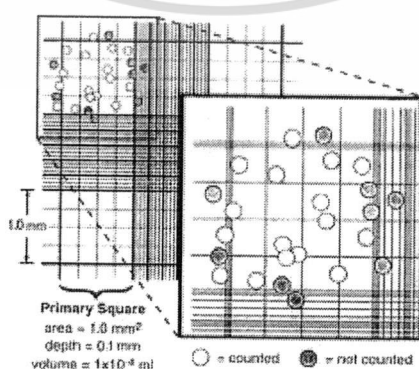 1.0 mm
Primary Square
area = 1.0 mm²
depth = 0.1 mm
volume = 1x10⁻⁴ ml
= counted
= not counted